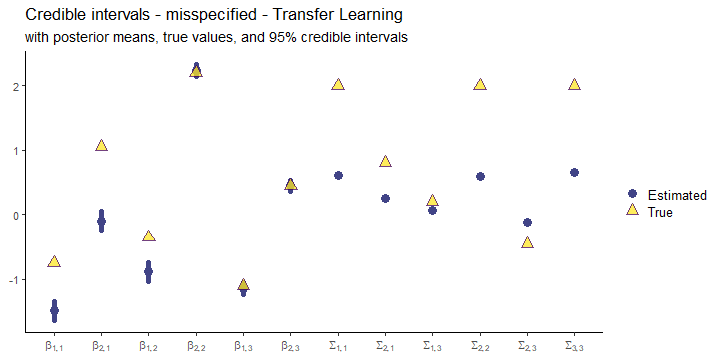 Credible intervals - misspecified - Transfer Learning
with posterior means, true values, and 95% credible intervals
2
1
0
-1
β1, 1 β2, 1 β1, 2 β2, 2 β1, 3 β2, 3 Σ1, 1 Σ2, 1 Σ1, 3 Σ2, 2 Σ2, 3 Σ3, 3
Estimated
True